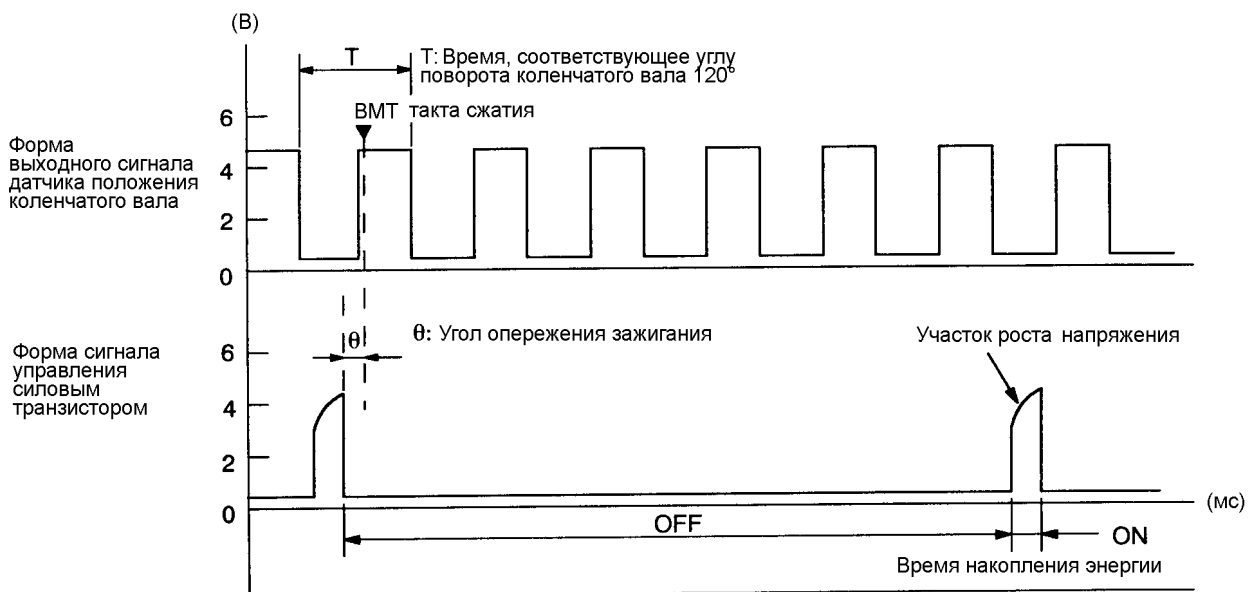 (В)
T
T: Время, соответствующее углу
поворота коленчатого вала 120°
ВМТ такта сжатия
Форма
выходного сигнала
датчика положения
коленчатого вала
6
4
2
0
θ
θ: Угол опережения зажигания
Участок роста напряжения
Форма сигнала
управления
силовым
транзистором
6
4
2
0
(мс)
OFF
ON
Время накопления энергии